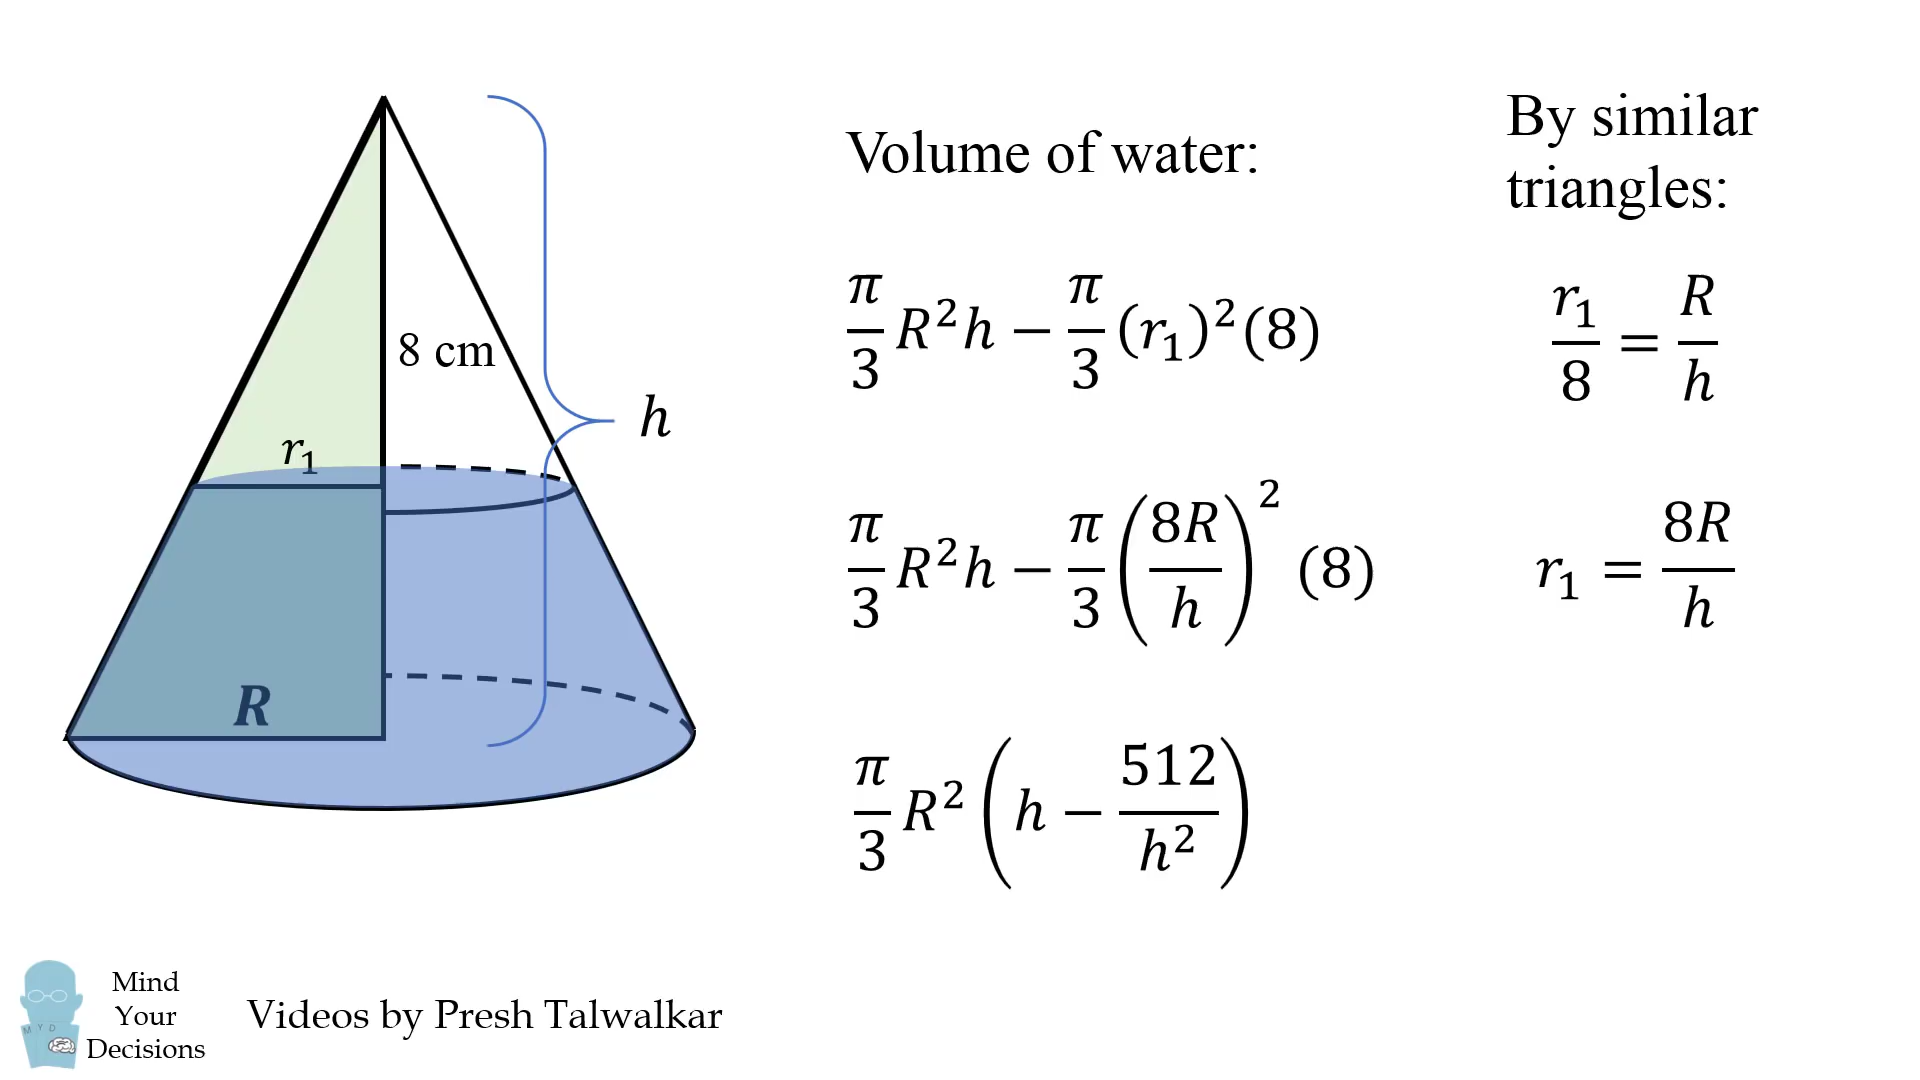 8 cm
r₁
R
h
Volume of water:
π/3 R²h − π/3 (r₁)²(8)
π/3 R²h − π/3 (8R/h)² (8)
π/3 R² (h − 512/h²)
By similar
triangles:
r₁/8 = R/h
r₁ = 8R/h
M Y D
Mind
Your
Decisions
Videos by Presh Talwalkar